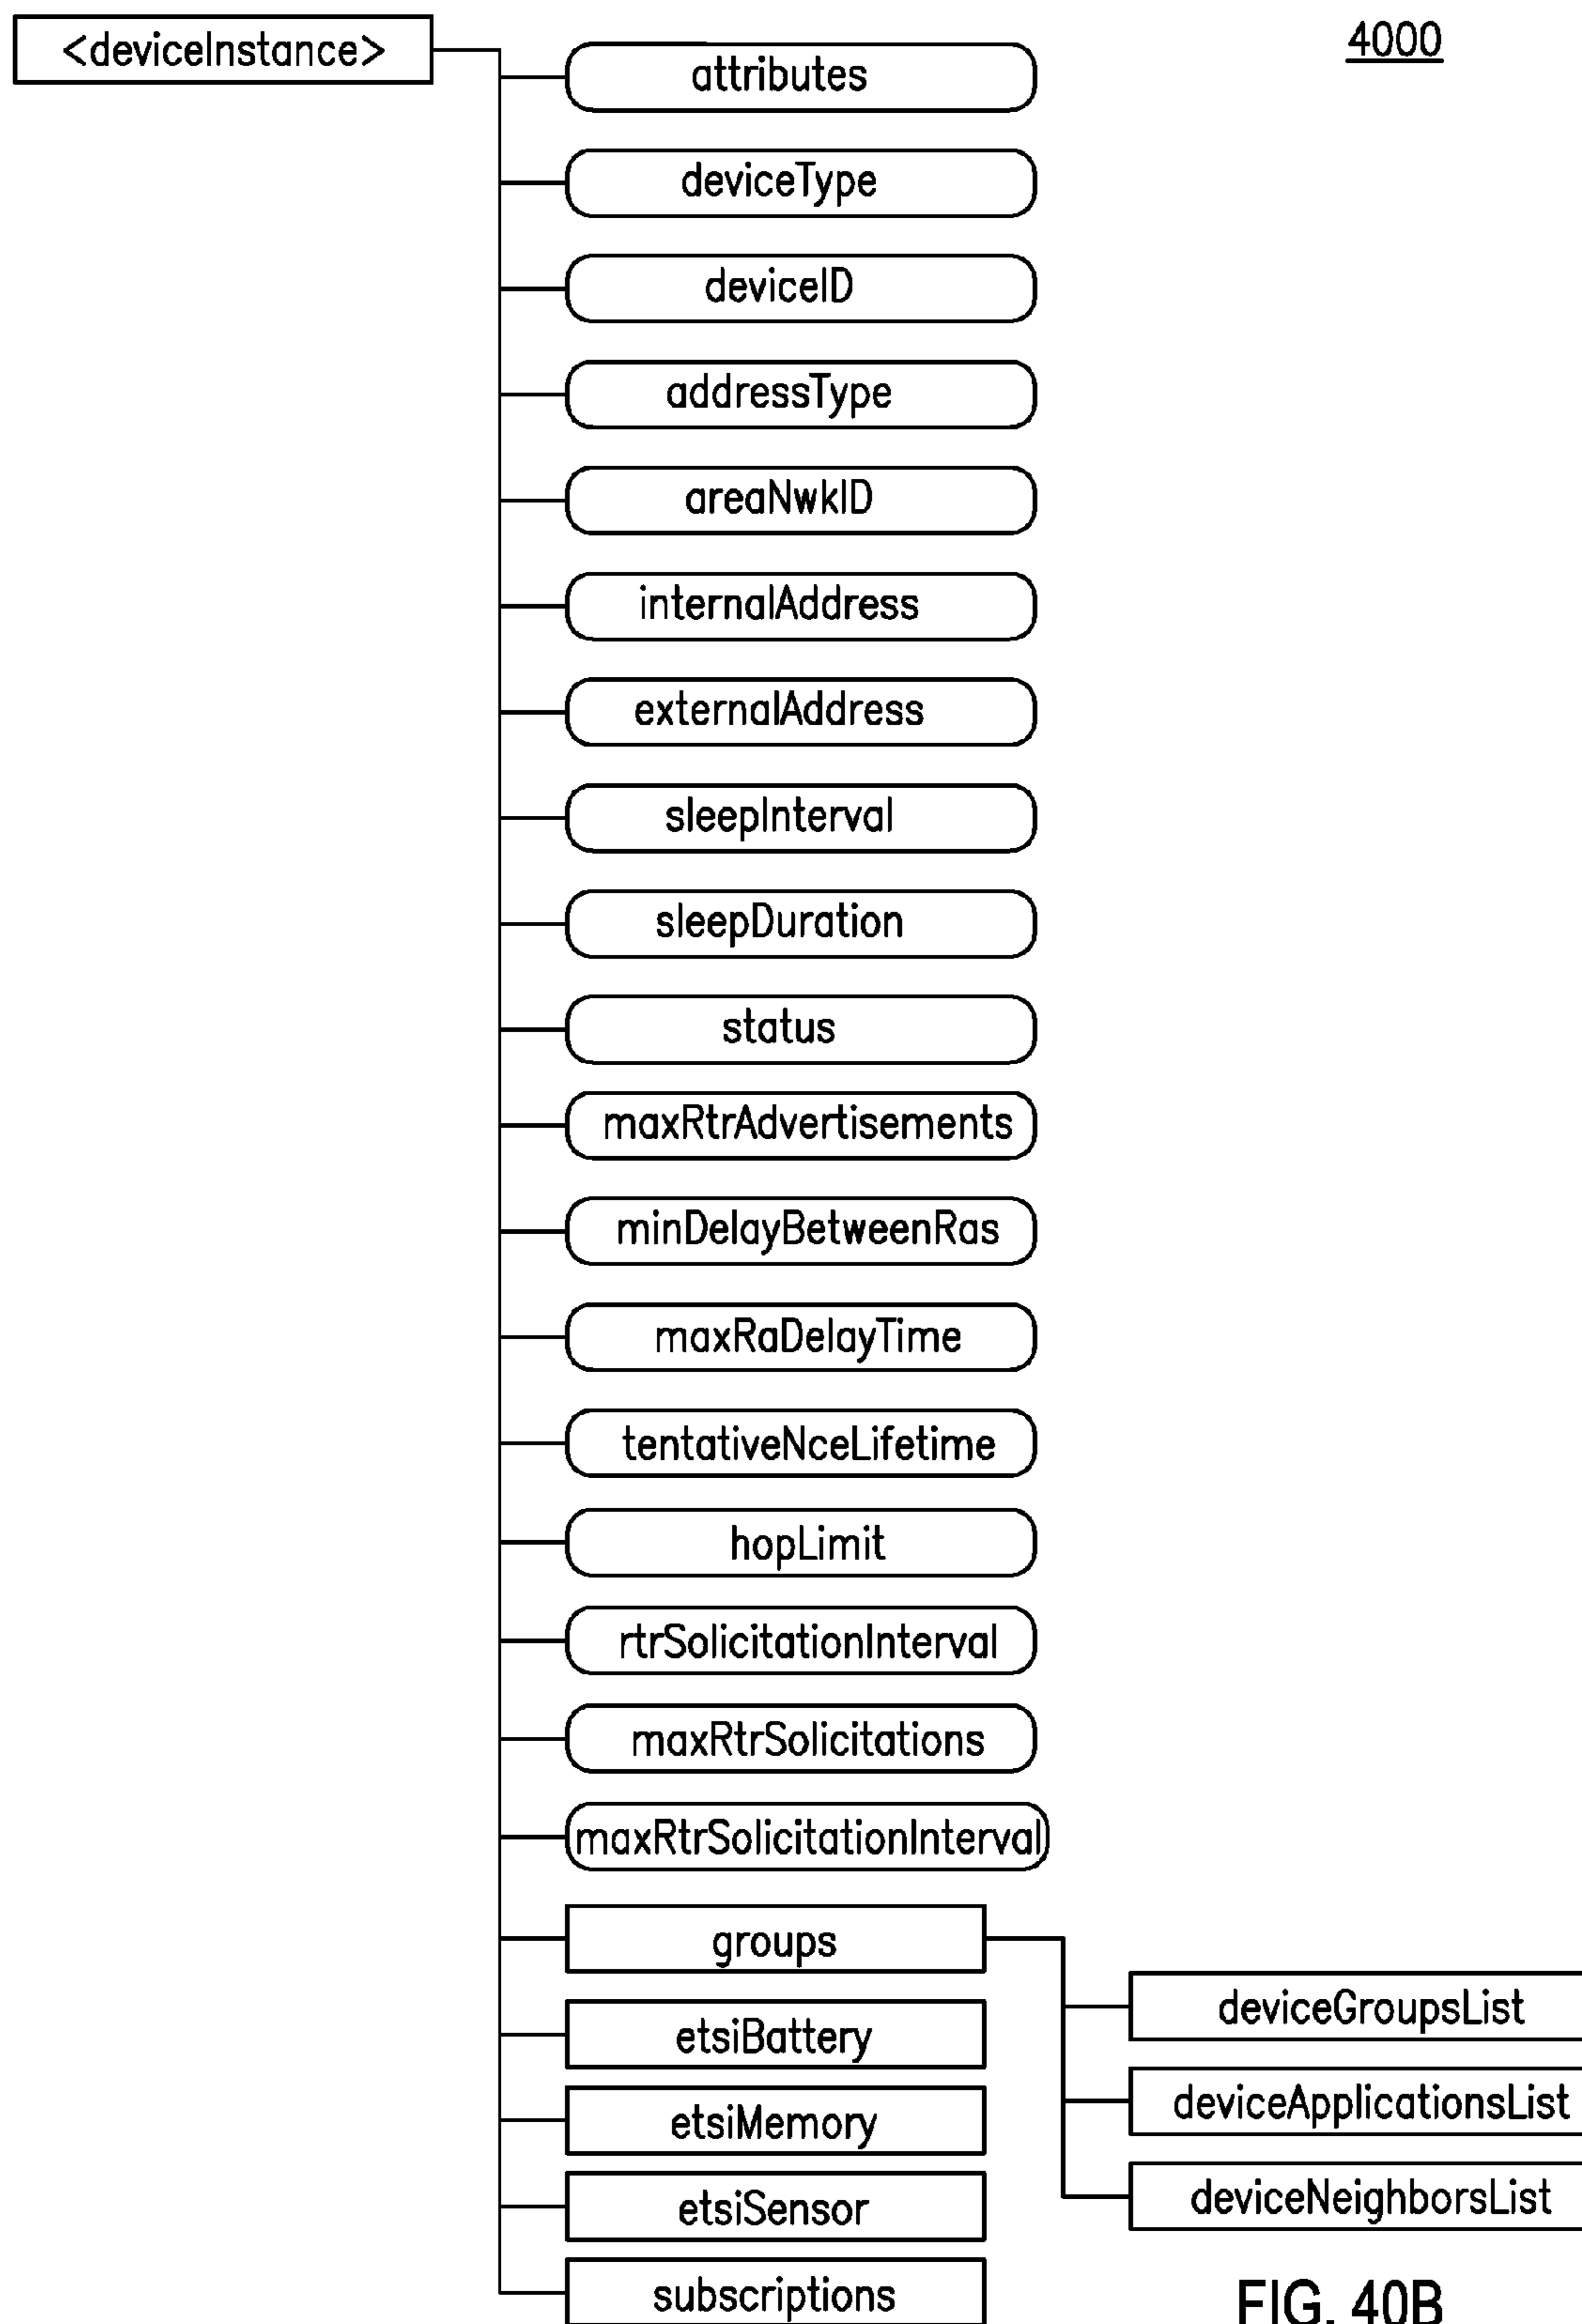 <deviceInstance>
4000
attributes
deviceType
deviceID
addressType
areaNwkID
internalAddress
externalAddress
sleepInterval
sleepDuration
status
maxRtrAdvertisements
minDelayBetweenRas
maxRaDelayTime
tentativeNceLifetime
hopLimit
rtrSolicitationInterval
maxRtrSolicitations
maxRtrSolicitationInterval
groups
deviceGroupsList
etsiBattery
deviceApplicationsList
etsiMemory
deviceNeighborsList
etsiSensor
subscriptions
FIG. 40B